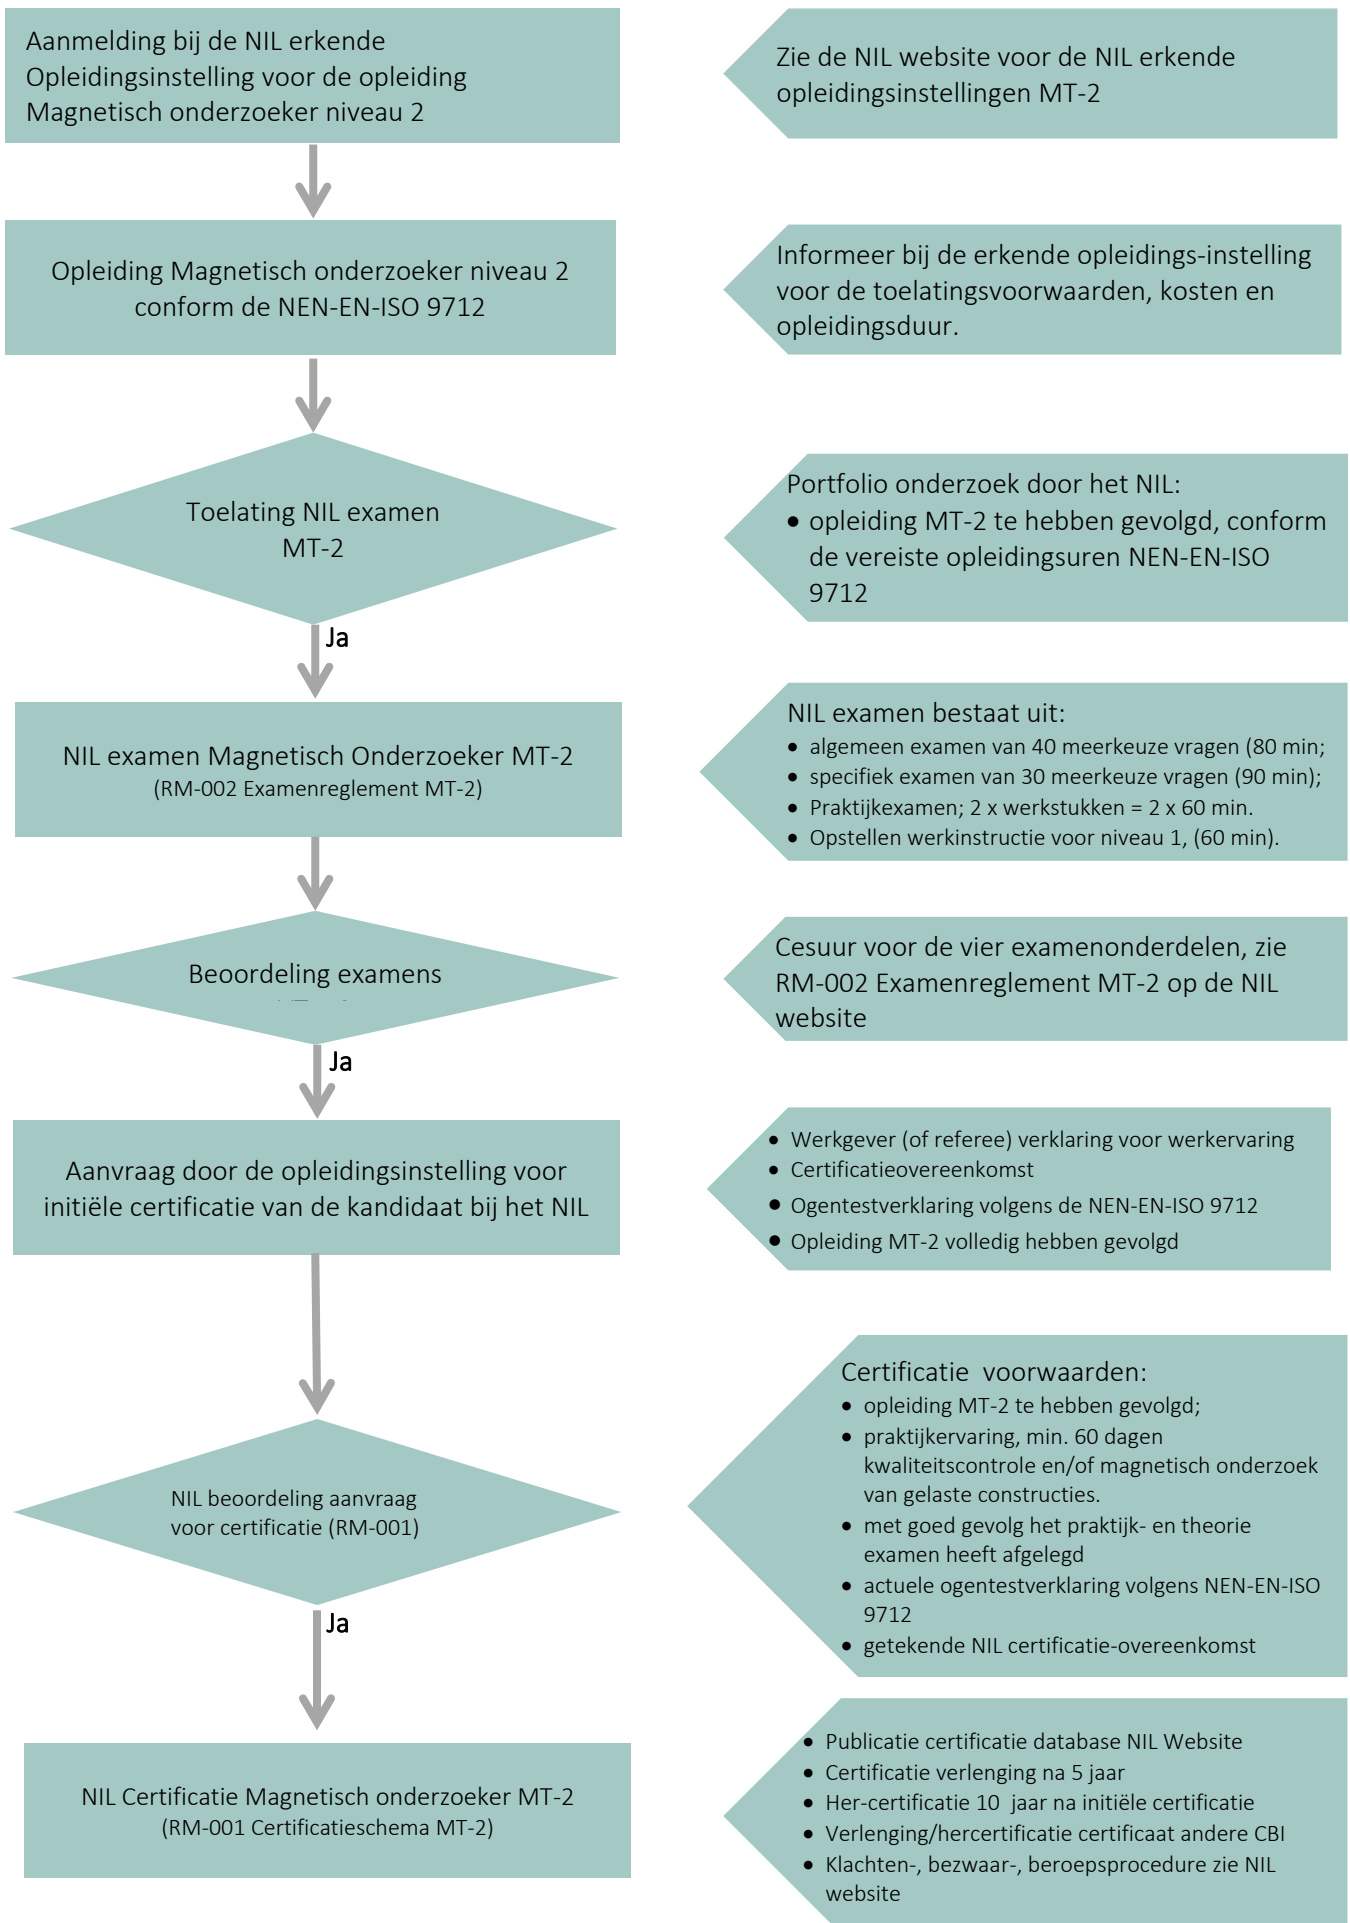 Aanmelding bij de NIL erkende
Opleidingsinstelling voor de opleiding
Magnetisch onderzoeker niveau 2
Zie de NIL website voor de NIL erkende
opleidingsinstellingen MT-2
Opleiding Magnetisch onderzoeker niveau 2
conform de NEN-EN-ISO 9712
Informeer bij de erkende opleidings-instelling
voor de toelatingsvoorwaarden, kosten en
opleidingsduur.
Toelating NIL examen
MT-2
Portfolio onderzoek door het NIL:
• opleiding MT-2 te hebben gevolgd, conform
de vereiste opleidingsuren NEN-EN-ISO
9712
Ja
NIL examen Magnetisch Onderzoeker MT-2
(RM-002 Examenreglement MT-2)
NIL examen bestaat uit:
• algemeen examen van 40 meerkeuze vragen (80 min;
• specifiek examen van 30 meerkeuze vragen (90 min);
• Praktijkexamen; 2 x werkstukken = 2 x 60 min.
• Opstellen werkinstructie voor niveau 1, (60 min).
Beoordeling examens
Cesuur voor de vier examenonderdelen, zie
RM-002 Examenreglement MT-2 op de NIL
website
Ja
Aanvraag door de opleidingsinstelling voor
initiële certificatie van de kandidaat bij het NIL
• Werkgever (of referee) verklaring voor werkervaring
• Certificatieovereenkomst
• Ogentestverklaring volgens de NEN-EN-ISO 9712
• Opleiding MT-2 volledig hebben gevolgd
NIL beoordeling aanvraag
voor certificatie (RM-001)
Certificatie voorwaarden:
• opleiding MT-2 te hebben gevolgd;
• praktijkervaring, min. 60 dagen
kwaliteitscontrole en/of magnetisch onderzoek
van gelaste constructies.
• met goed gevolg het praktijk- en theorie
examen heeft afgelegd
• actuele ogentestverklaring volgens NEN-EN-ISO
9712
• getekende NIL certificatie-overeenkomst
Ja
NIL Certificatie Magnetisch onderzoeker MT-2
(RM-001 Certificatieschema MT-2)
• Publicatie certificatie database NIL Website
• Certificatie verlenging na 5 jaar
• Her-certificatie 10 jaar na initiële certificatie
• Verlenging/hercertificatie certificaat andere CBI
• Klachten-, bezwaar-, beroepsprocedure zie NIL
website